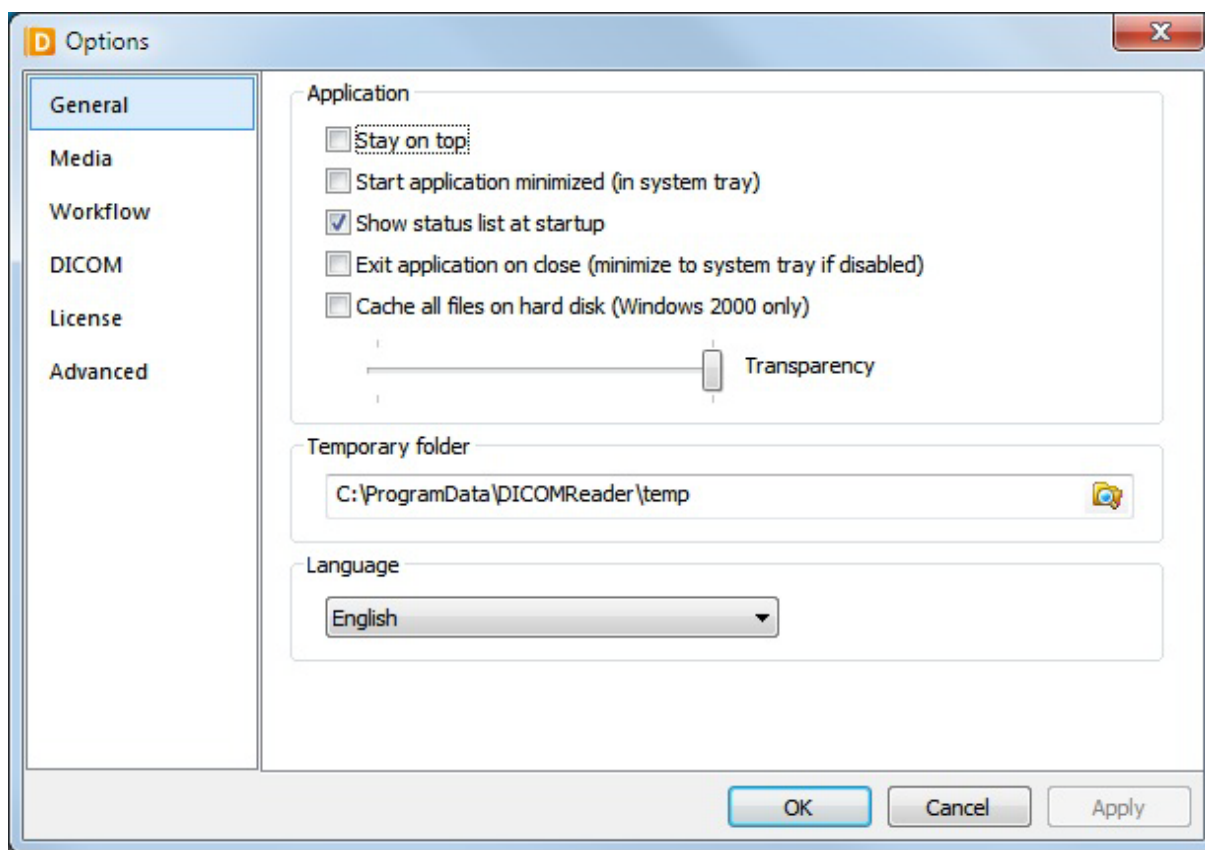 D Options
X
General
Media
Workflow
DICOM
License
Advanced
Application
Stay on top
Start application minimized (in system tray)
Show status list at startup
Exit application on close (minimize to system tray if disabled)
Cache all files on hard disk (Windows 2000 only)
Transparency
Temporary folder
C:\ProgramData\DICOMReader\temp
Language
English
OK Cancel Apply